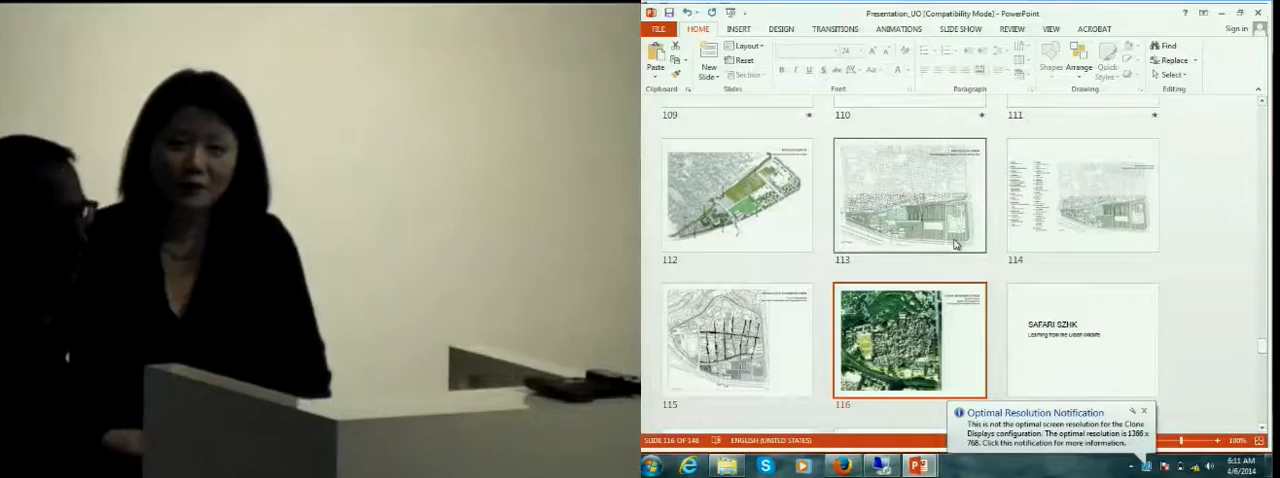 Presentation_UO [Compatibility Mode] - PowerPoint
? 
Sign in
FILE HOME INSERT DESIGN TRANSITIONS ANIMATIONS SLIDE SHOW REVIEW VIEW ACROBAT
Paste
New
Slide
Layout
Reset
Section
24
B I U S abc AV Aa A
Shapes
Arrange
Quick
Styles
Find
Replace
Select
Clipboard Slides Font Paragraph Drawing Editing
109 110 111
112 113 114
SAFARI SZHK
Learning from the Urban Wildlife
115 116
Optimal Resolution Notification
This is not the optimal screen resolution for the Clone
Displays configuration. The optimal resolution is 1366 x
768. Click this notification for more information.
SLIDE 116 OF 148 ENGLISH (UNITED STATES) 100%
6:11 AM
4/6/2014